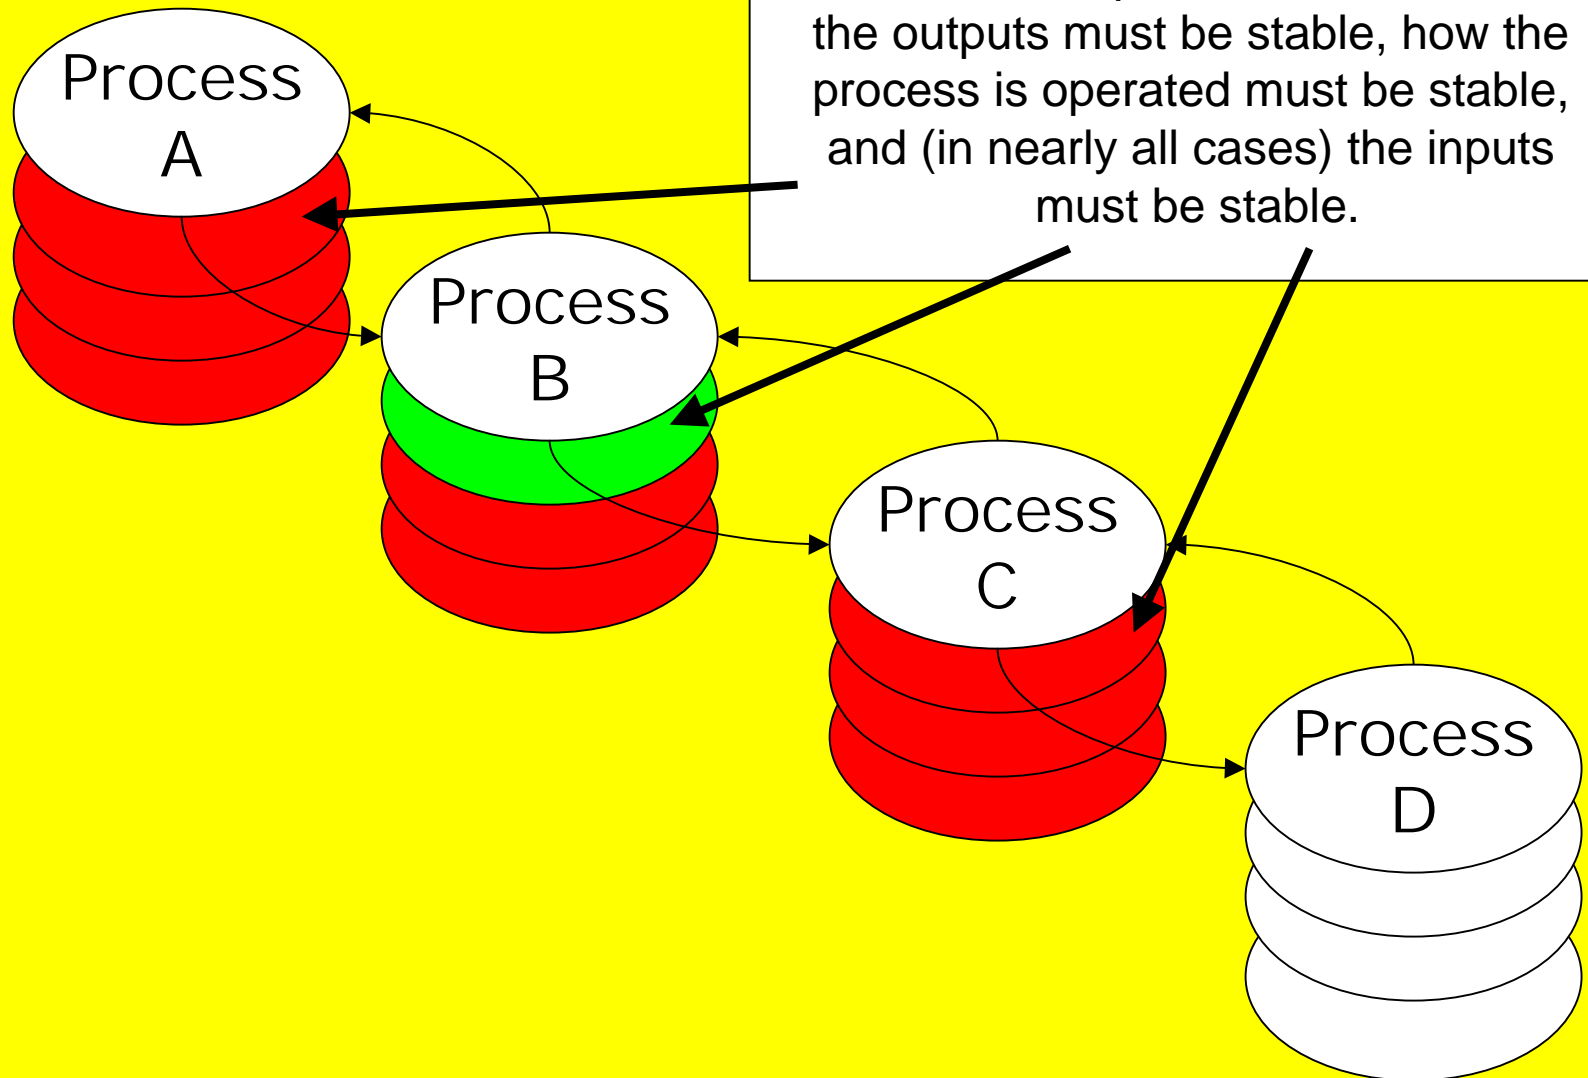 the outputs must be stable, how the
process is operated must be stable,
and (in nearly all cases) the inputs
must be stable.
Process
A
Process
B
Process
C
Process
D